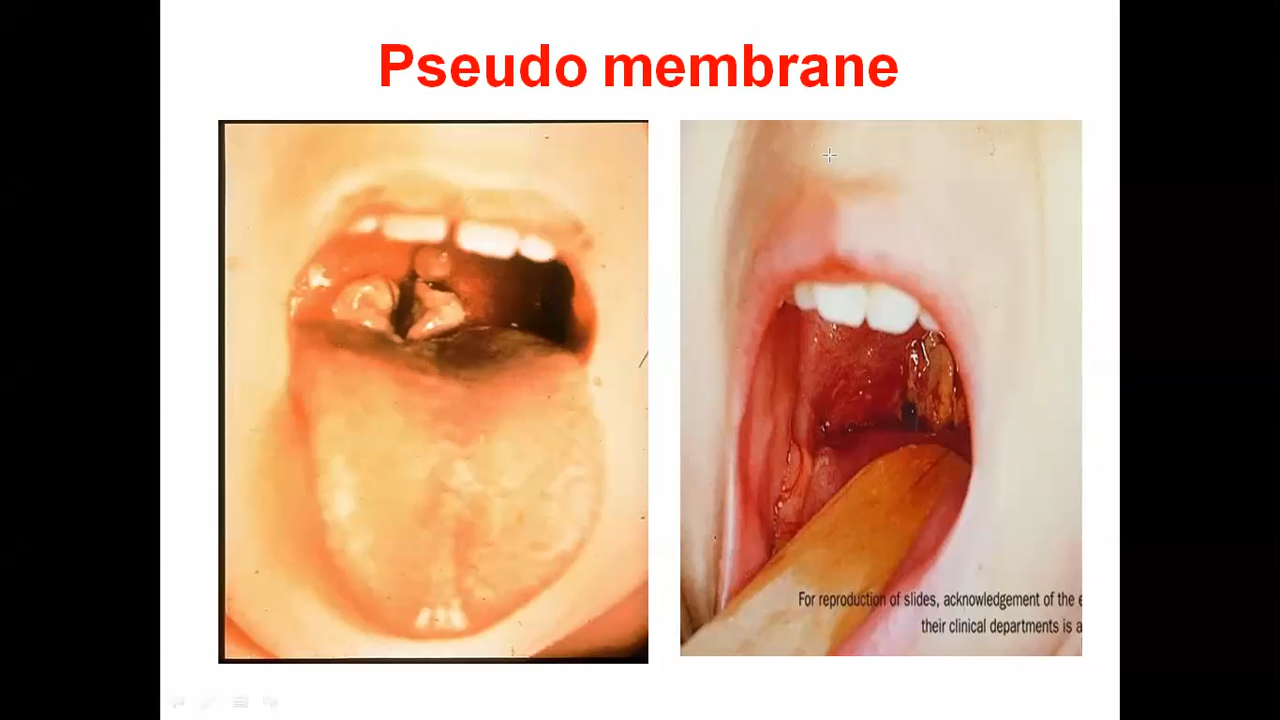 Pseudo membrane
For reproduction of slides, acknowledgement of the
their clinical departments is